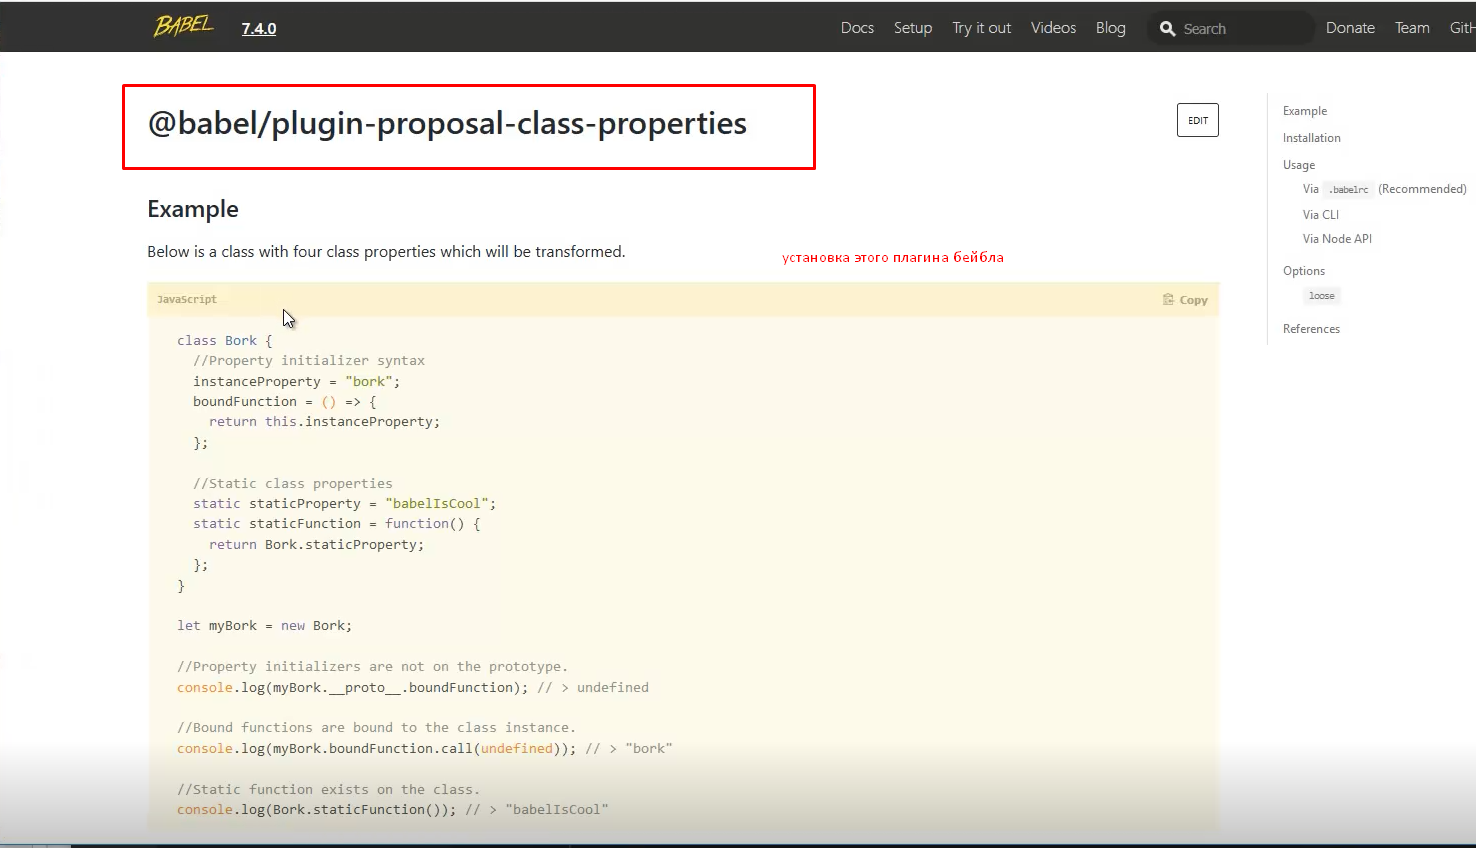 BABEL 7.4.0 Docs Setup Try it out Videos Blog Search Donate Team GitH
@babel/plugin-proposal-class-properties
EDIT
Example
Below is a class with four class properties which will be transformed.
установка этого плагина бейбла
JavaScript
Copy
class Bork {
  //Property initializer syntax
  instanceProperty = "bork";
  boundFunction = () => {
    return this.instanceProperty;
  };
  //Static class properties
  static staticProperty = "babelIsCool";
  static staticFunction = function() {
    return Bork.staticProperty;
  };
}
let myBork = new Bork;
//Property initializers are not on the prototype.
console.log(myBork.__proto__.boundFunction); // > undefined
//Bound functions are bound to the class instance.
console.log(myBork.boundFunction.call(undefined)); // > "bork"
//Static function exists on the class.
console.log(Bork.staticFunction()); // > "babelIsCool"
Example
Installation
Usage
Via .babelrc (Recommended)
Via CLI
Via Node API
Options
loose
References